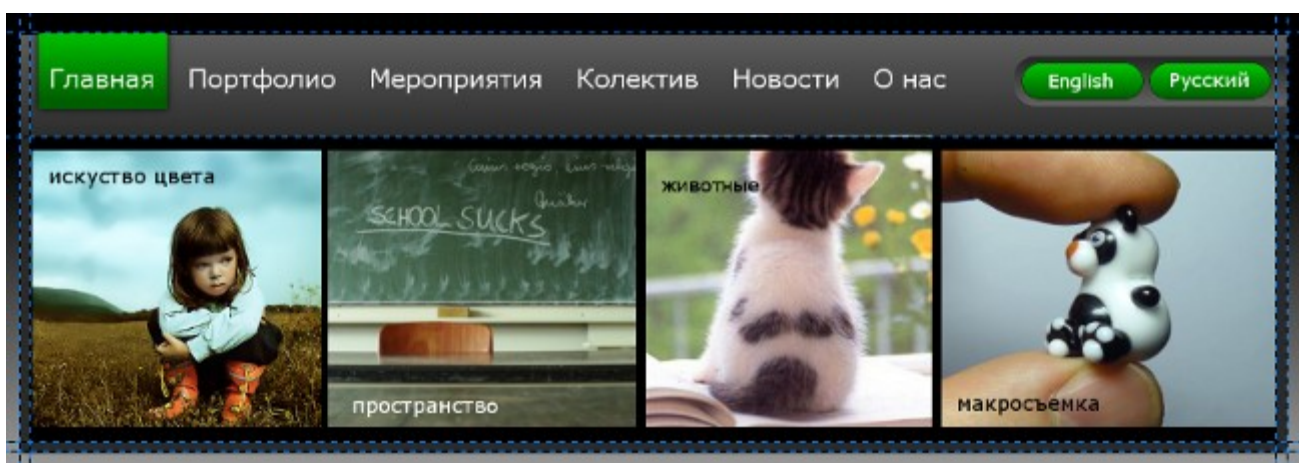 Главная Портфолио Мероприятия Колектив Новости О нас English Русский
искуство цвета
SCHOOL SUCKS
животные
пространство
макросъемка